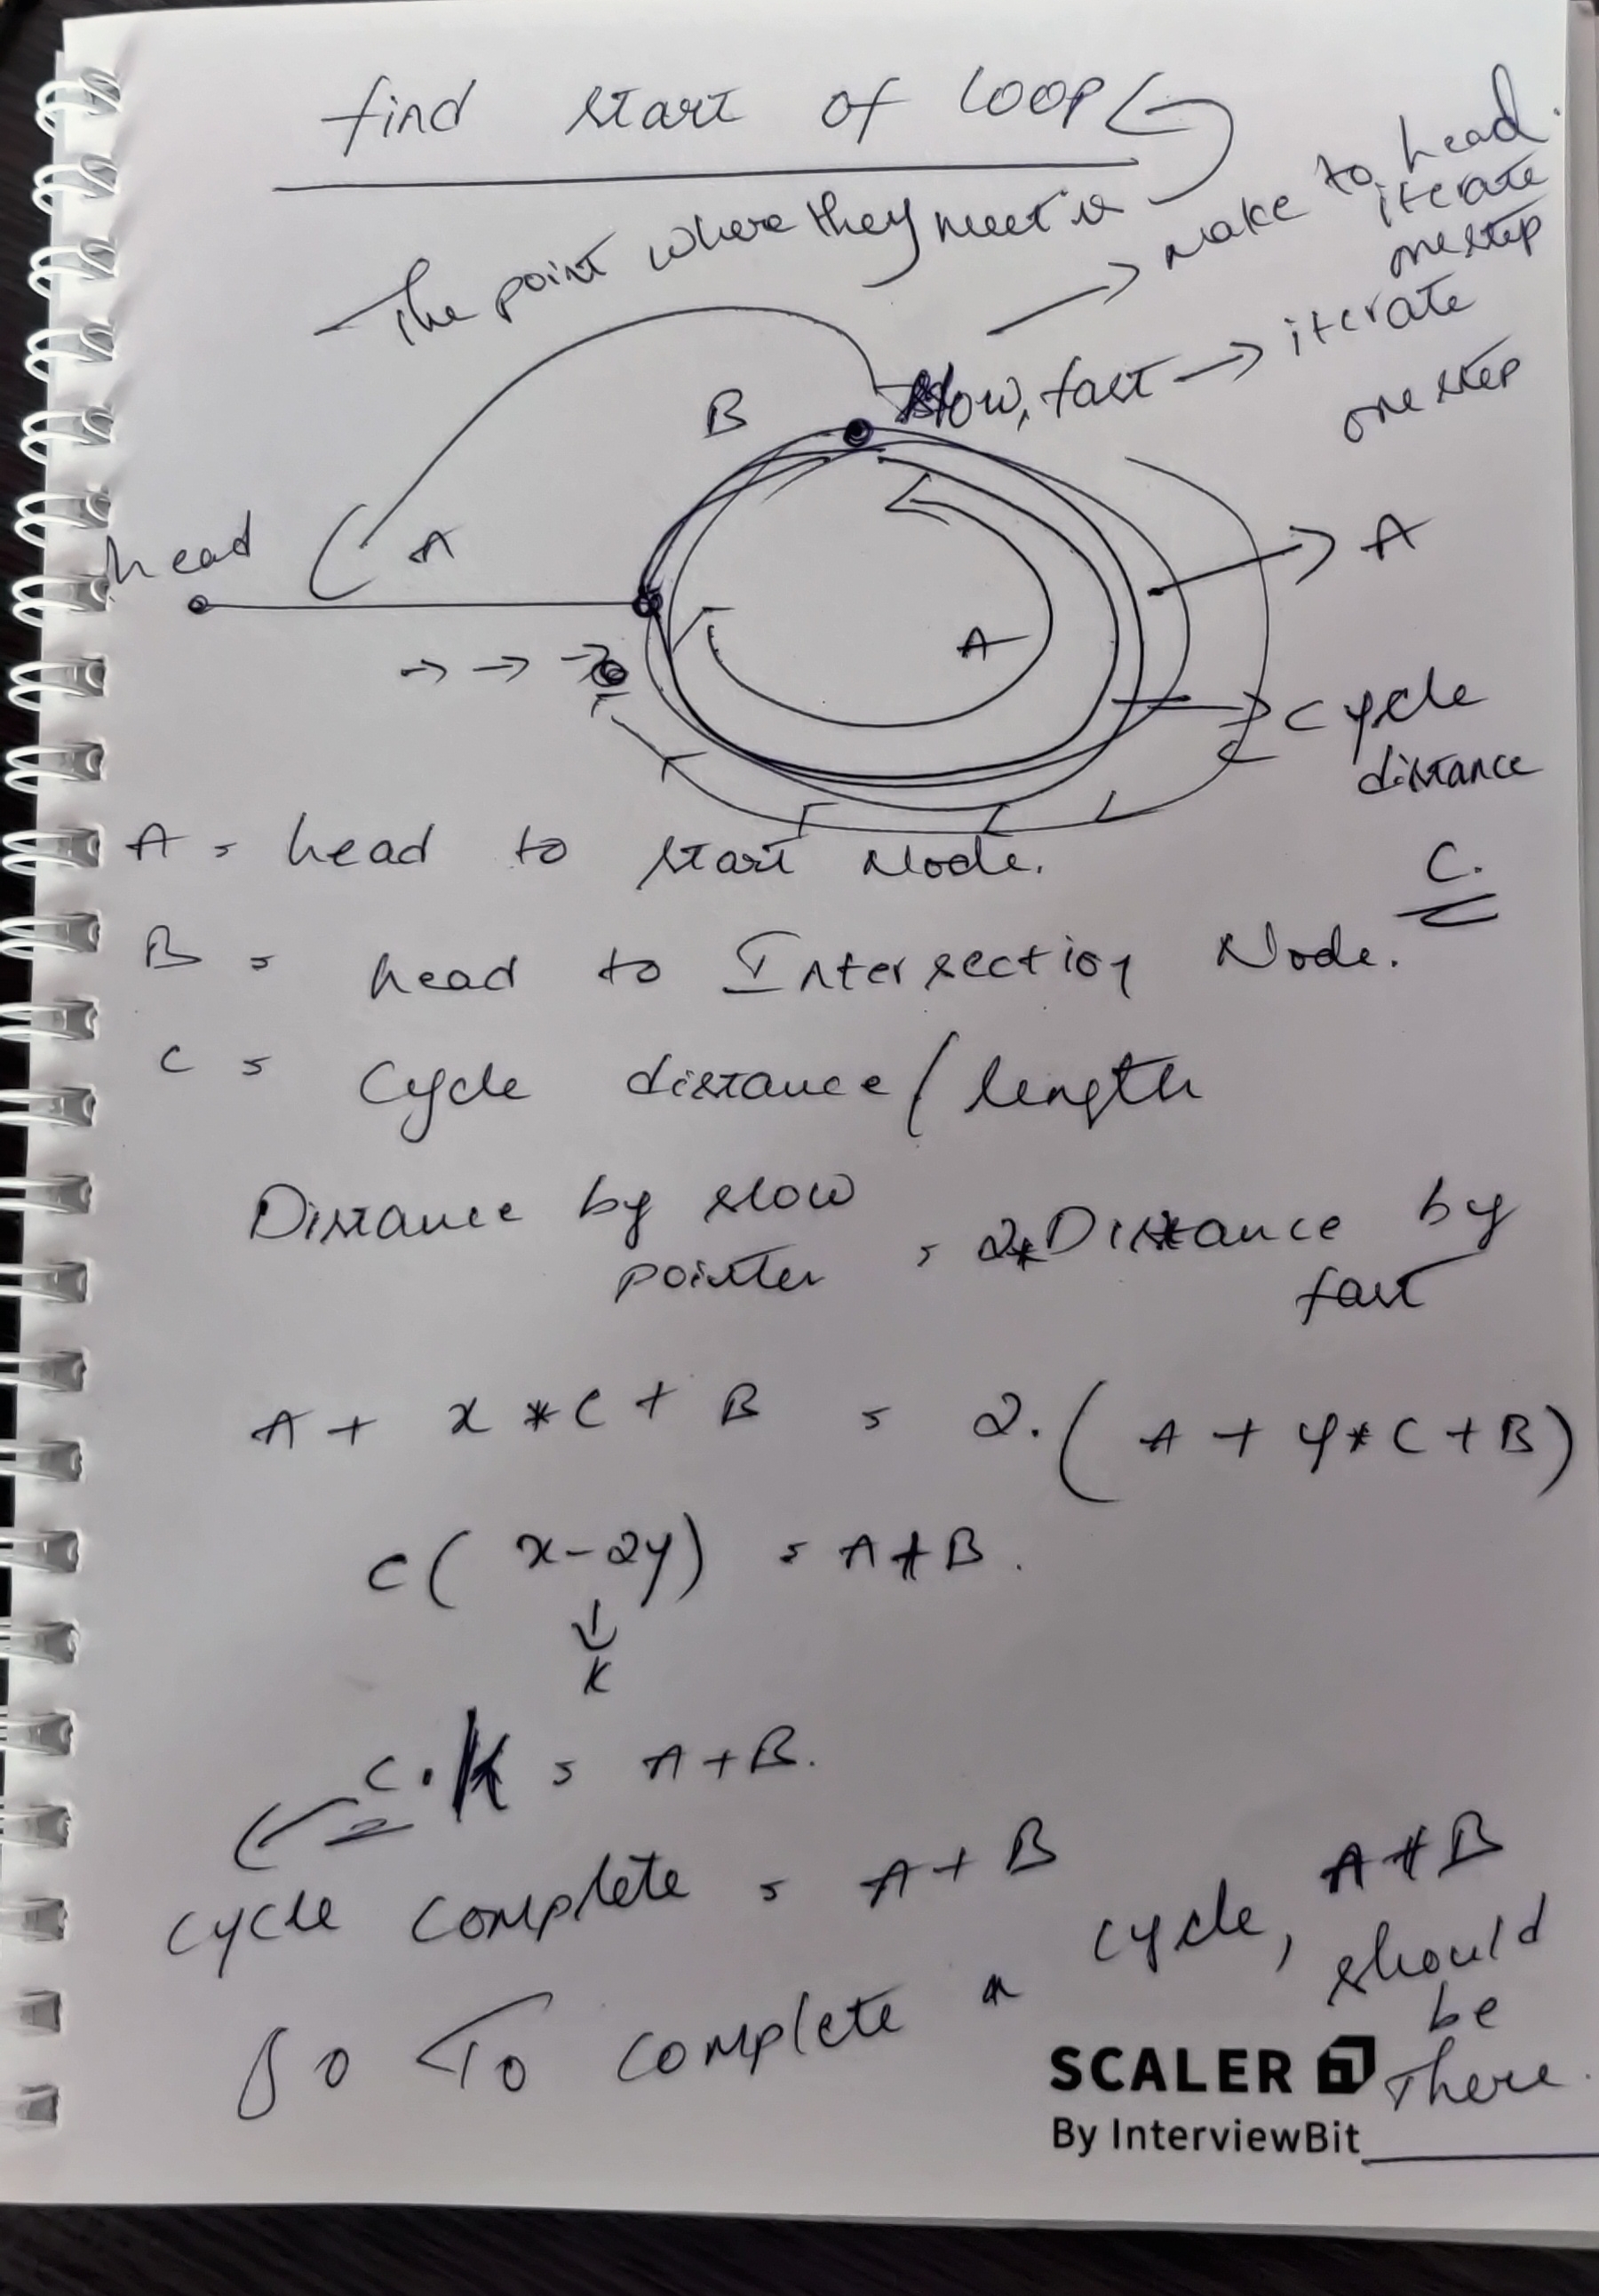 find start of loop
The point where they meet is
make to head.
iterate
one step
slow, fast → iterate
one step
B
head
A
A
A
Cycle
distance
A = head to start Node.
C.
B = head to Intersection Node.
C = Cycle distance / length
Distance by slow
pointer = 2*Distance by
fast
A + x * C + B = 2.(A + y * C + B)
C( x-2y) = A+B.
K
C.K = A+B.
cycle complete = A+B
So To complete a cycle, A+B
should
be
there.
SCALER
By InterviewBit